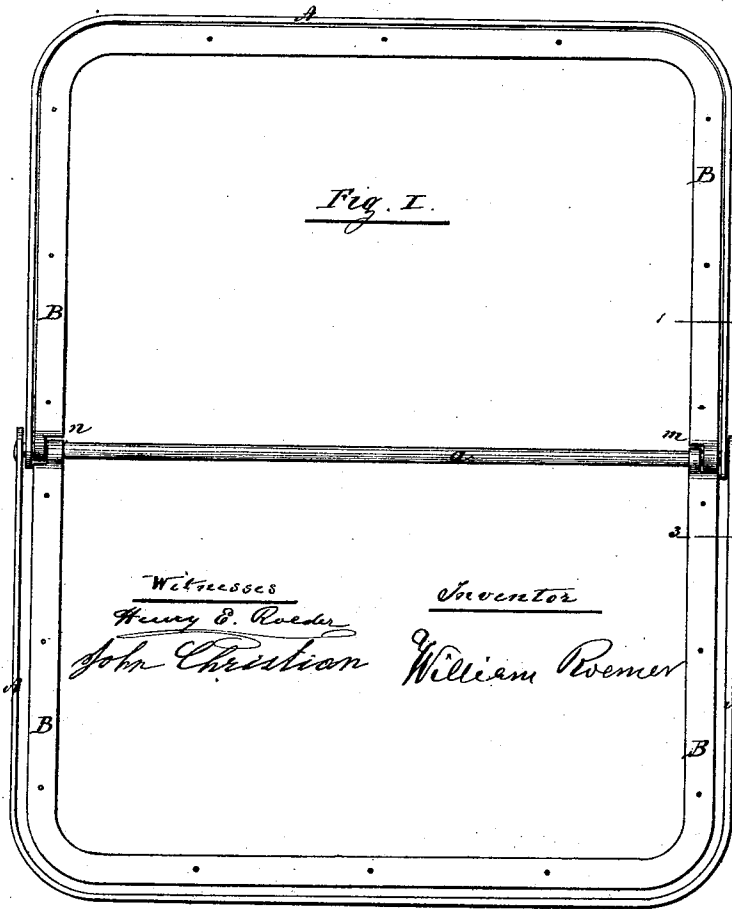 A
B
Fig. I.
B
1
n
m
a
3
Witnesses
Inventor
Henry E. Roeder
John Christian
William Roemer
A
B
B